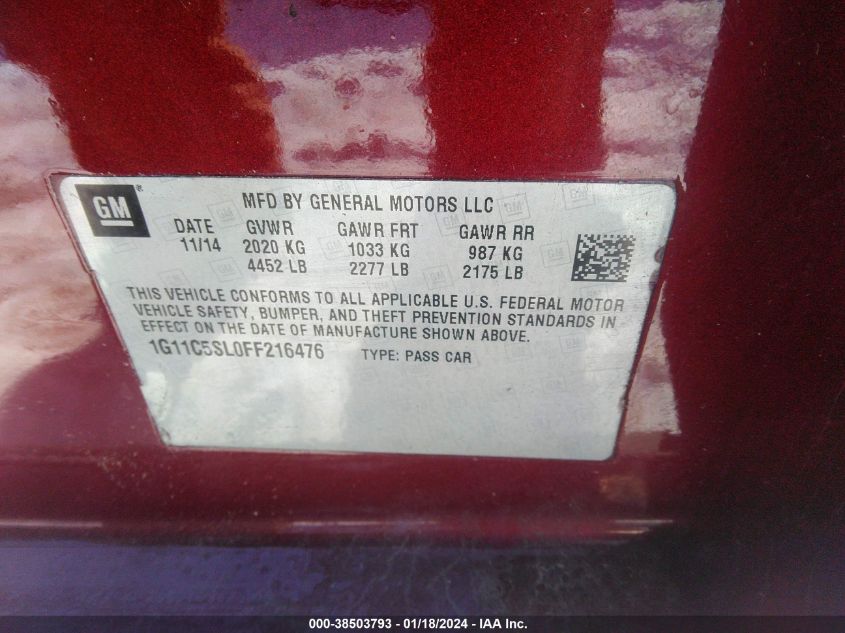 GM ®
MFD BY GENERAL MOTORS LLC
DATE GVWR GAWR FRT GAWR RR
11/14 2020 KG 1033 KG 987 KG
4452 LB 2277 LB 2175 LB
THIS VEHICLE CONFORMS TO ALL APPLICABLE U.S. FEDERAL MOTOR
VEHICLE SAFETY, BUMPER, AND THEFT PREVENTION STANDARDS IN
EFFECT ON THE DATE OF MANUFACTURE SHOWN ABOVE.
1G11C5SL0FF216476 TYPE: PASS CAR
000-38503793 - 01/18/2024 - IAA Inc.